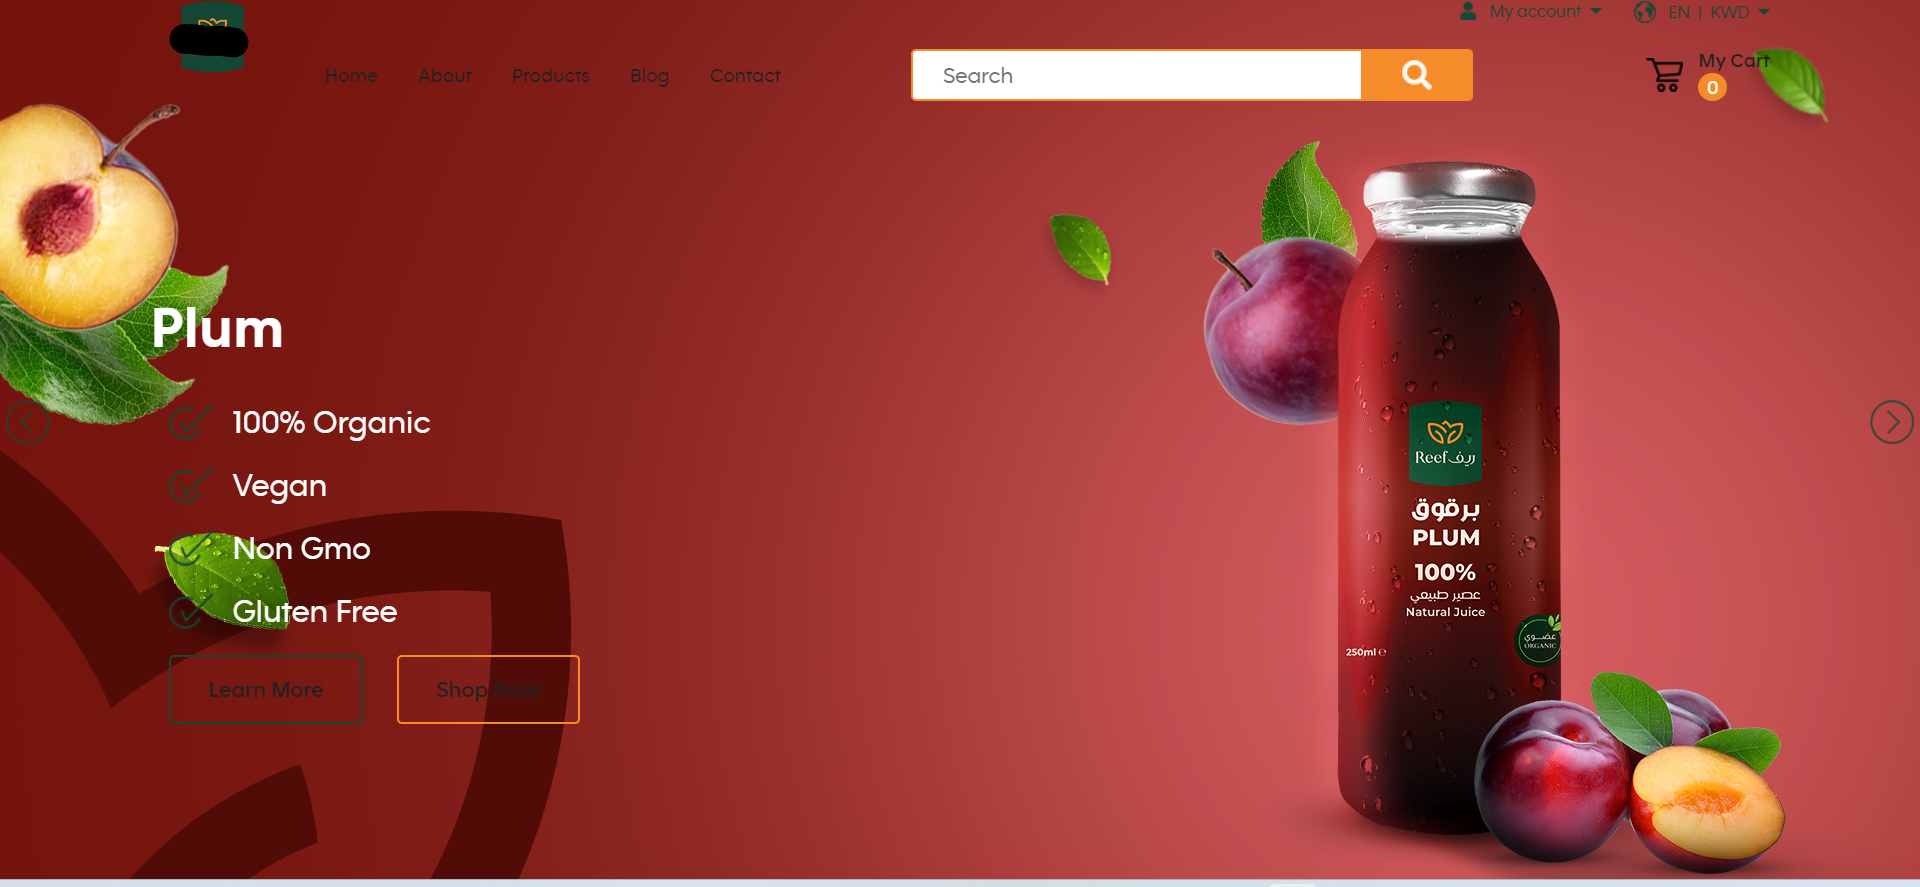 My account
EN | KWD
Home
About
Products
Blog
Contact
Search
My Cart
0
Plum
100% Organic
Vegan
Non Gmo
Gluten Free
Learn More
Shop Now
Reef ريف
برقوق
PLUM
100%
عصير طبيعي
Natural Juice
250ml ℮
عضوي
ORGANIC